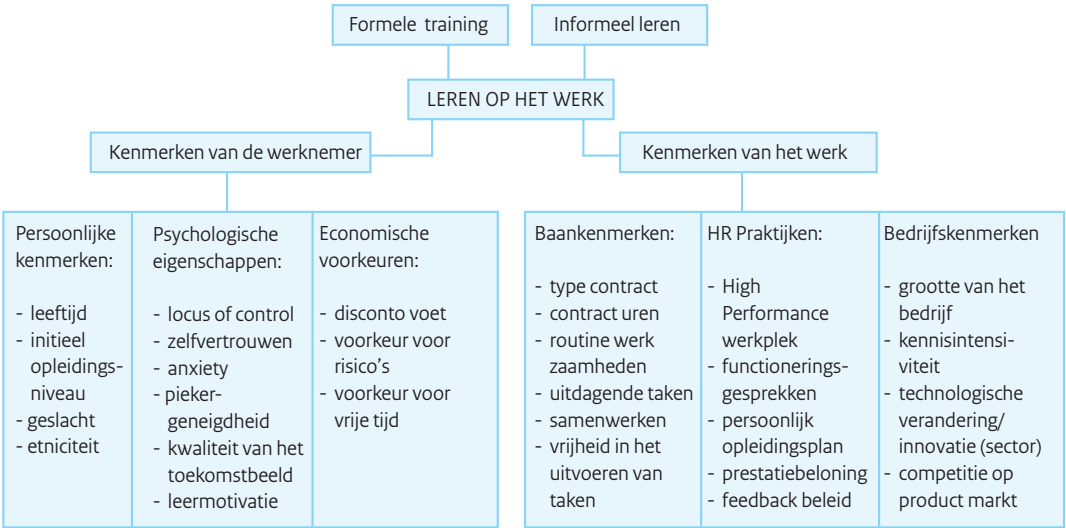 Formele training
Informeel leren
LEREN OP HET WERK
Kenmerken van de werknemer
Kenmerken van het werk
Persoonlijke
kenmerken:
- leeftijd
- initieel
opleidings-
niveau
- geslacht
- etniciteit
Psychologische
eigenschappen:
- locus of control
- zelfvertrouwen
- anxiety
- pieker-
geneigdheid
- kwaliteit van het
toekomstbeeld
- leermotivatie
Economische
voorkeuren:
- disconto voet
- voorkeur voor
risico's
- voorkeur voor
vrije tijd
Baankenmerken:
- type contract
- contract uren
- routine werk
zaamheden
- uitdagende taken
- samenwerken
- vrijheid in het
uitvoeren van
taken
HR Praktijken:
- High
Performance
werkplek
- functionerings-
gesprekken
- persoonlijk
opleidingsplan
- prestatiebeloning
- feedback beleid
Bedrijfskenmerken
- grootte van het
bedrijf
- kennisintensi-
viteit
- technologische
verandering/
innovatie (sector)
- competitie op
product markt